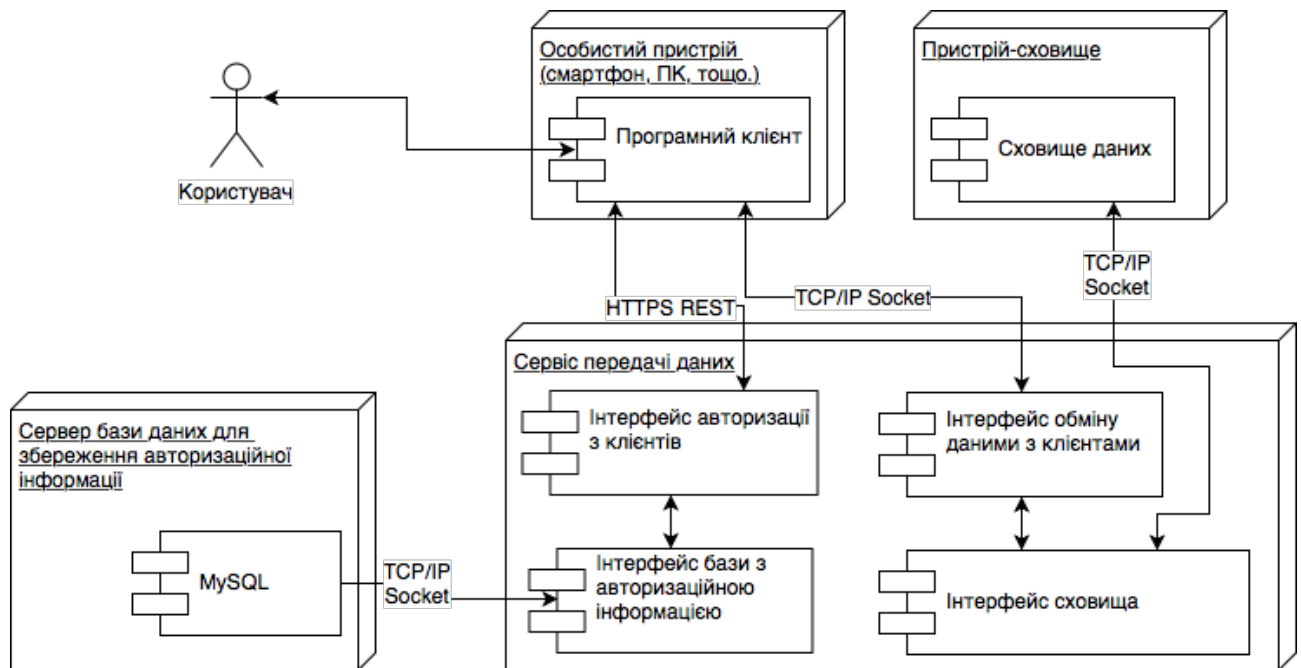 Особистий пристрій
(смартфон, ПК, тощо.)
Програмний клієнт
Пристрій-сховище
Сховище даних
Користувач
HTTPS REST
TCP/IP Socket
TCP/IP
Socket
Сервіс передачі даних
Інтерфейс авторизації
з клієнтів
Інтерфейс обміну
даними з клієнтами
Сервер бази даних для
збереження авторизаційної
інформації
MySQL
TCP/IP
Socket
Інтерфейс бази з
авторизаційною
інформацією
Інтерфейс сховища